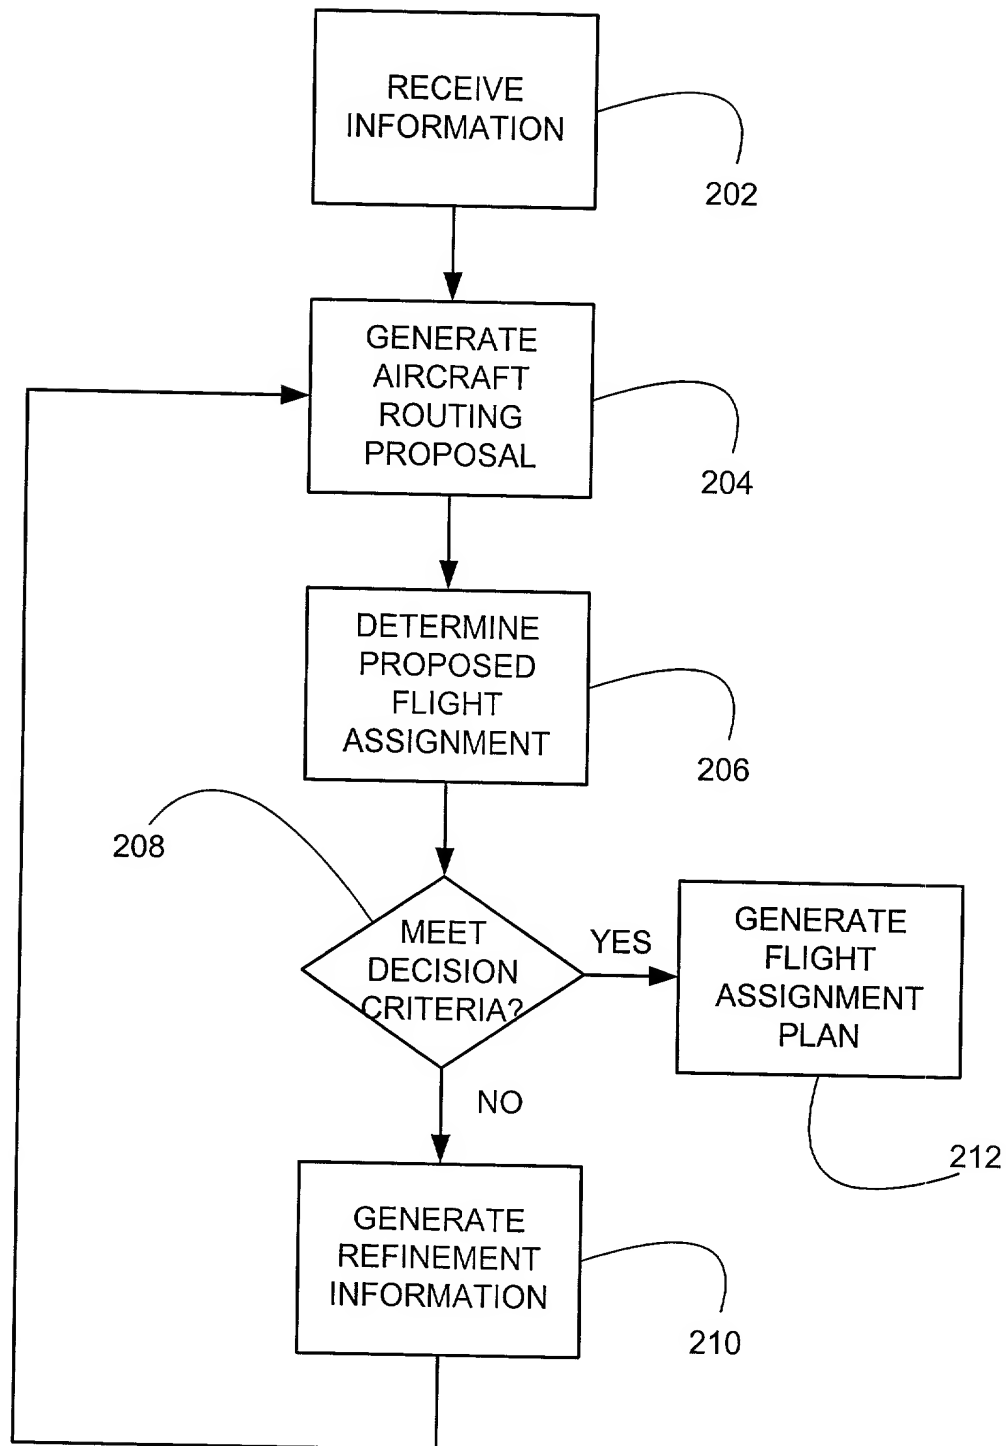 RECEIVE
INFORMATION
202
GENERATE
AIRCRAFT
ROUTING
PROPOSAL
204
DETERMINE
PROPOSED
FLIGHT
ASSIGNMENT
206
208
MEET
DECISION
CRITERIA?
YES
GENERATE
FLIGHT
ASSIGNMENT
PLAN
212
NO
GENERATE
REFINEMENT
INFORMATION
210